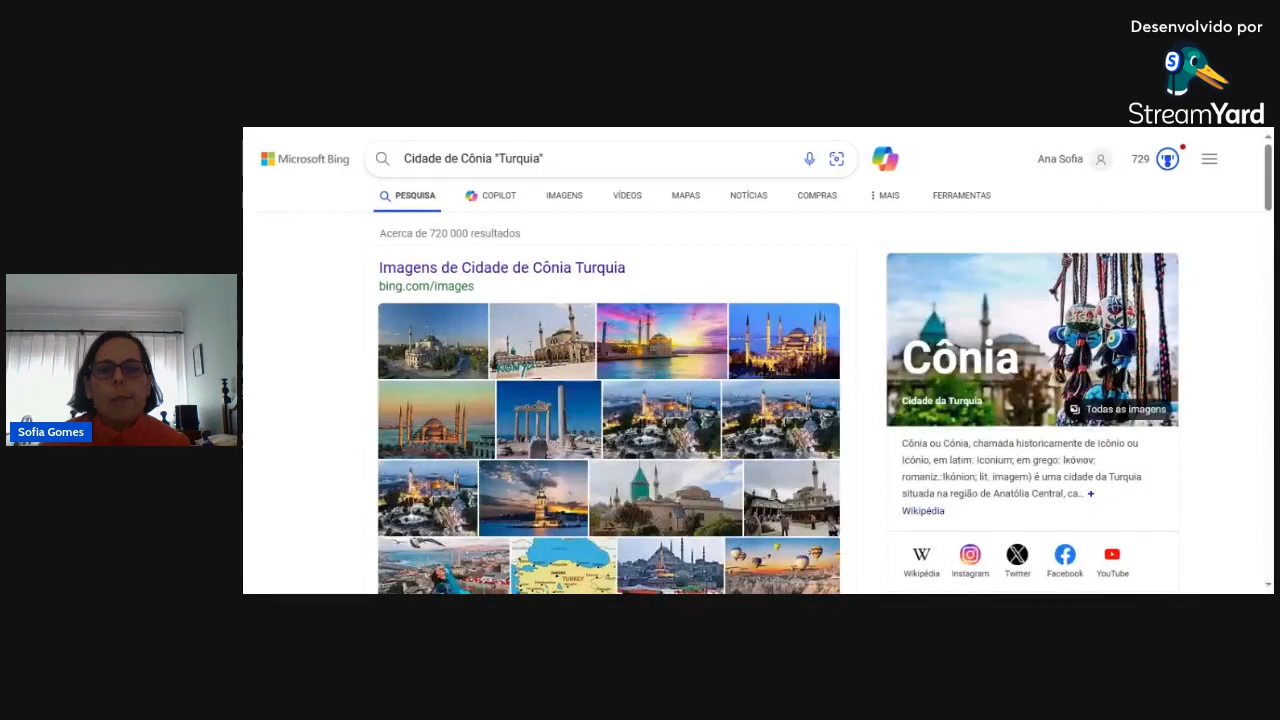 Desenvolvido por
StreamYard
Microsoft Bing
Cidade de Cônia "Turquia"
Ana Sofia
729
PESQUISA
COPILOT
IMAGENS
VÍDEOS
MAPAS
NOTÍCIAS
COMPRAS
MAIS
FERRAMENTAS
Acerca de 720 000 resultados
Imagens de Cidade de Cônia Turquia
bing.com/images
TURKEY
Cônia
Cidade da Turquia
Todas as imagens
Cônia ou Cónia, chamada historicamente de Icônio ou
Icónio, em latim: Iconium; em grego: Ικόνιον;
romaniz.:Ikónion; lit. imagem) é uma cidade da Turquia
situada na região de Anatólia Central, ca... +
Wikipédia
W
Wikipédia
Instagram
Twitter
Facebook
YouTube
Sofia Gomes